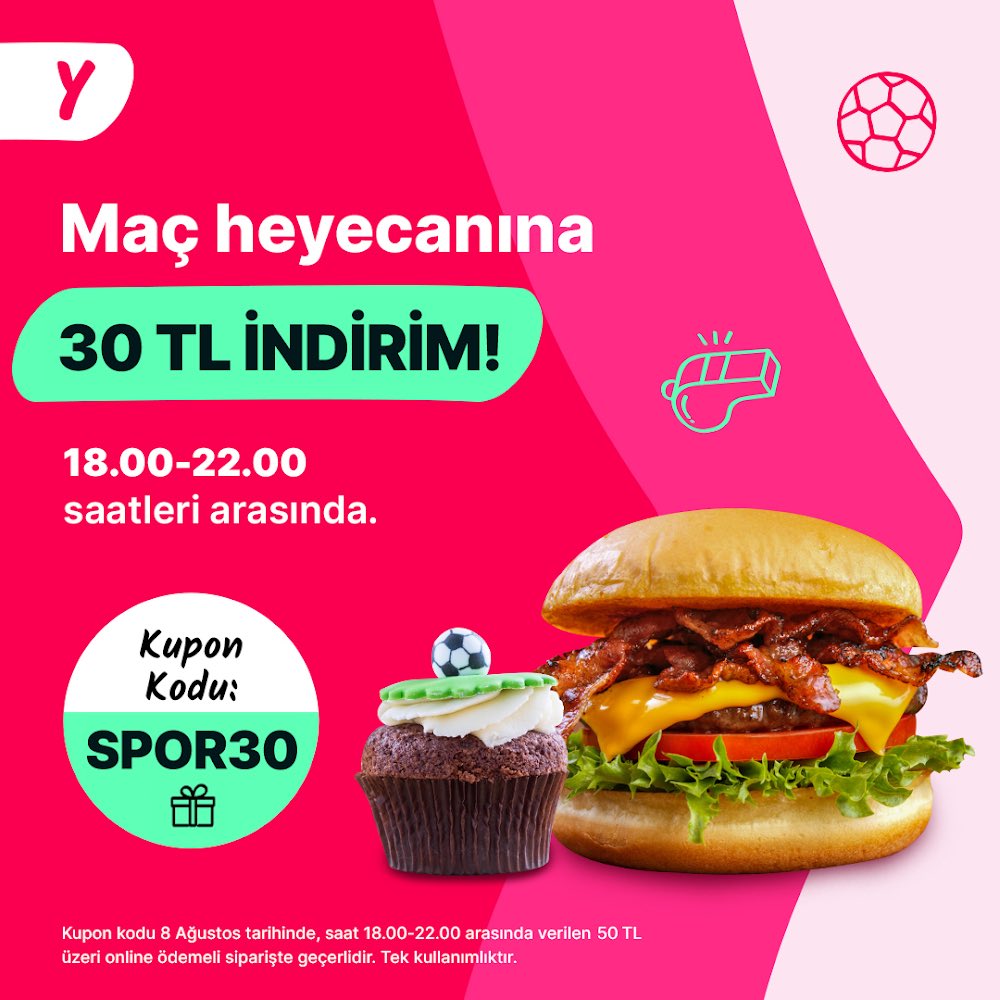 Y
Maç heyecanına
30 TL İNDİRİM!
18.00-22.00
saatleri arasında.
Kupon
Kodu:
SPOR30
Kupon kodu 8 Ağustos tarihinde, saat 18.00-22.00 arasında verilen 50 TL
üzeri online ödemeli siparişte geçerlidir. Tek kullanımlıktır.